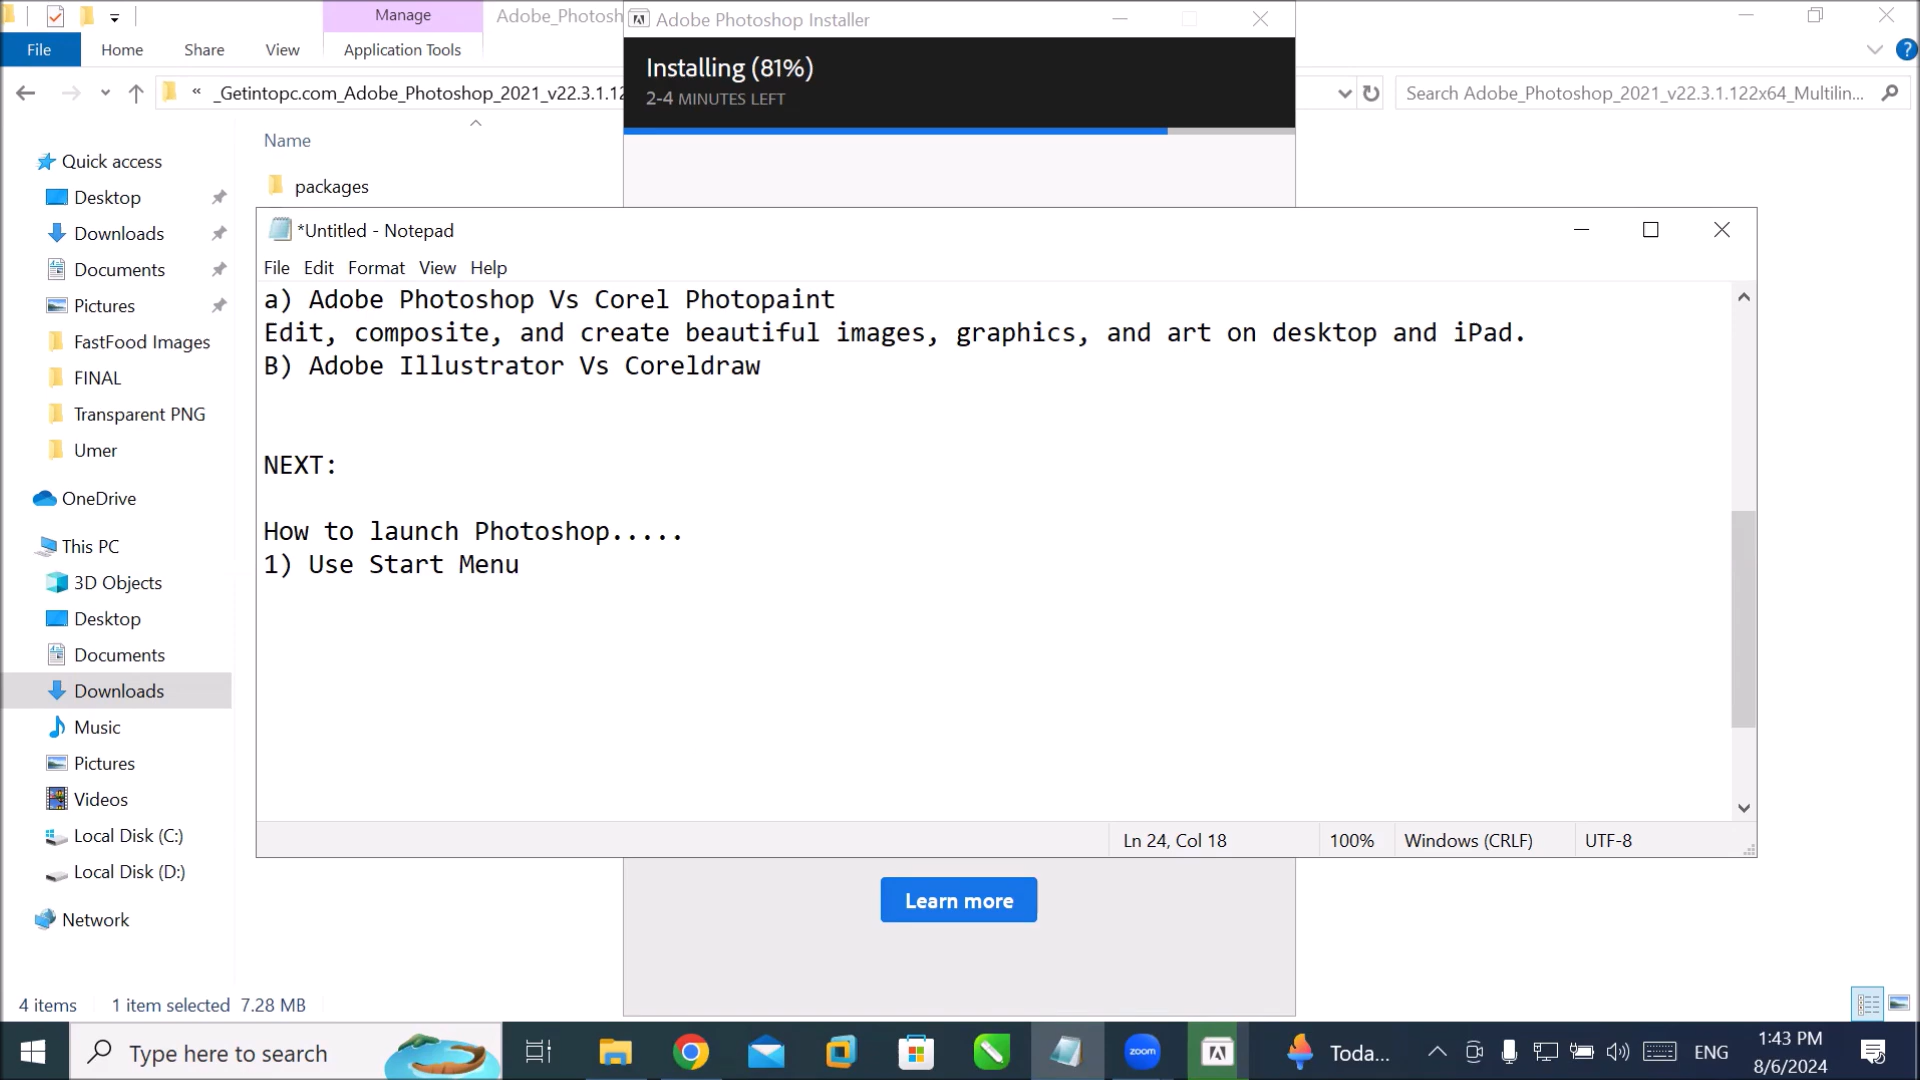 Manage
Adobe_Photosh
Adobe Photoshop Installer
File
Home
Share
View
Application Tools
Installing (81%)
2-4 MINUTES LEFT
« _Getintopc.com_Adobe_Photoshop_2021_v22.3.1.12
Search Adobe_Photoshop_2021_v22.3.1.122x64_Multilin...
Name
packages
Quick access
Desktop
Downloads
Documents
Pictures
FastFood Images
FINAL
Transparent PNG
Umer
OneDrive
This PC
3D Objects
Desktop
Documents
Downloads
Music
Pictures
Videos
Local Disk (C:)
Local Disk (D:)
Network
*Untitled - Notepad
File Edit Format View Help
a) Adobe Photoshop Vs Corel Photopaint
Edit, composite, and create beautiful images, graphics, and art on desktop and iPad.
B) Adobe Illustrator Vs Coreldraw
NEXT:
How to launch Photoshop.....
1) Use Start Menu
Ln 24, Col 18
100%
Windows (CRLF)
UTF-8
Learn more
4 items
1 item selected 7.28 MB
Type here to search
zoom
Toda...
ENG
1:43 PM
8/6/2024